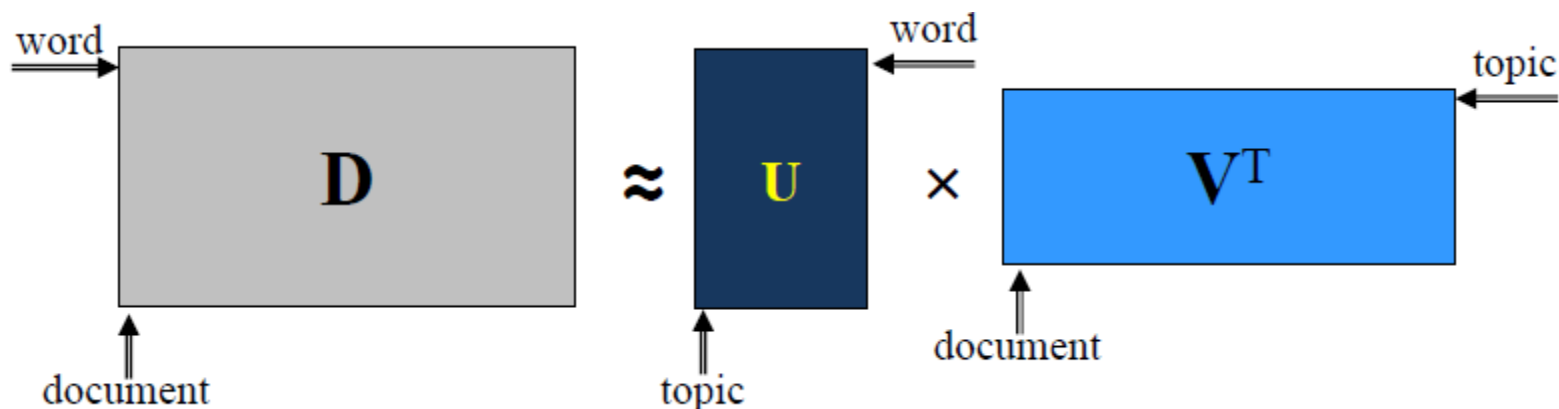 word
word
topic
D ≈ U × V^T
document
document
topic